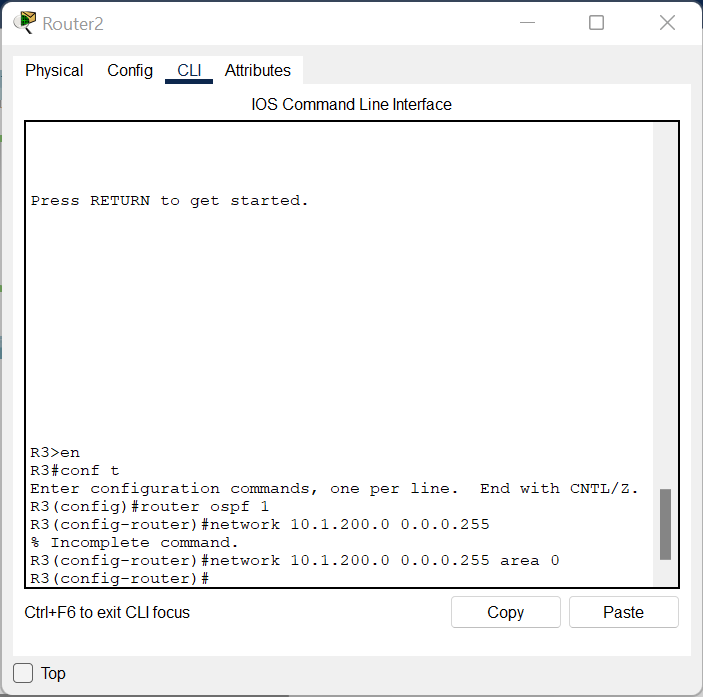 Router2
Physical Config CLI Attributes
IOS Command Line Interface
Press RETURN to get started.
R3>en
R3#conf t
Enter configuration commands, one per line.  End with CNTL/Z.
R3(config)#router ospf 1
R3(config-router)#network 10.1.200.0 0.0.0.255
% Incomplete command.
R3(config-router)#network 10.1.200.0 0.0.0.255 area 0
R3(config-router)#
Ctrl+F6 to exit CLI focus
Copy Paste
Top